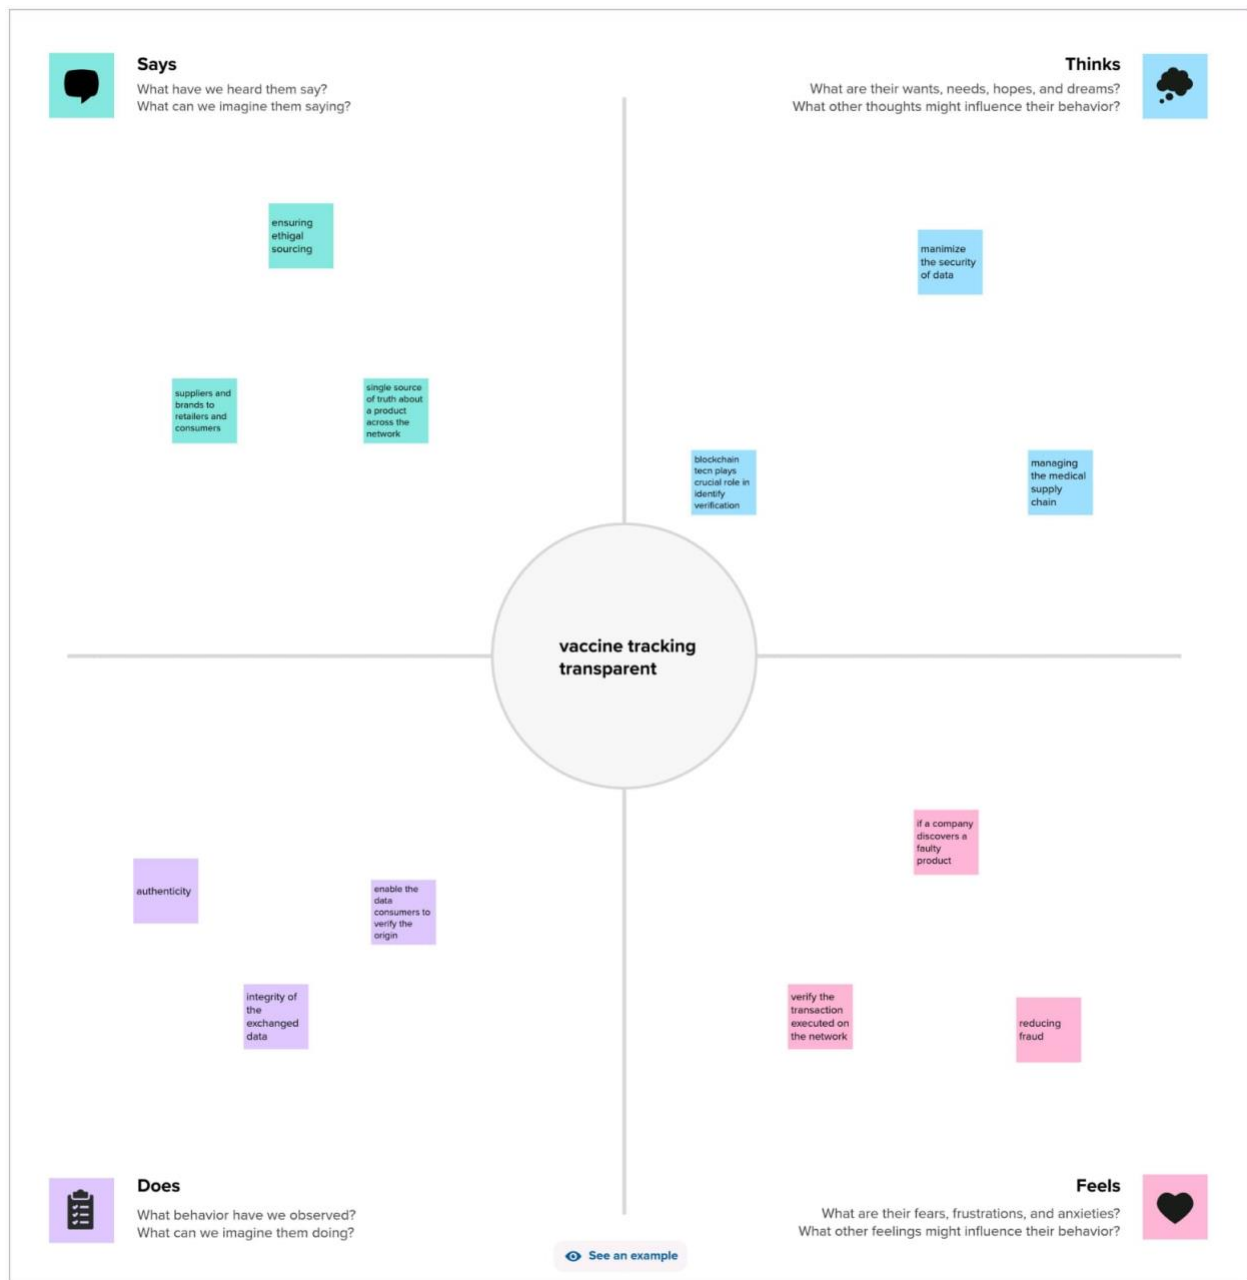 Says
What have we heard them say?
What can we imagine them saying?
Thinks
What are their wants, needs, hopes, and dreams?
What other thoughts might influence their behavior?
ensuring
ethigal
sourcing
suppliers and
brands to
retailers and
consumers
single source
of truth about
a product
across the
network
manimize
the security
of data
blockchain
tecn plays
crucial role in
identify
verification
managing
the medical
supply
chain
vaccine tracking
transparent
authenticity
enable the
data
consumers to
verify the
origin
integrity of
the
exchanged
data
if a company
discovers a
faulty
product
verify the
transaction
executed on
the network
reducing
fraud
Does
What behavior have we observed?
What can we imagine them doing?
Feels
What are their fears, frustrations, and anxieties?
What other feelings might influence their behavior?
See an example